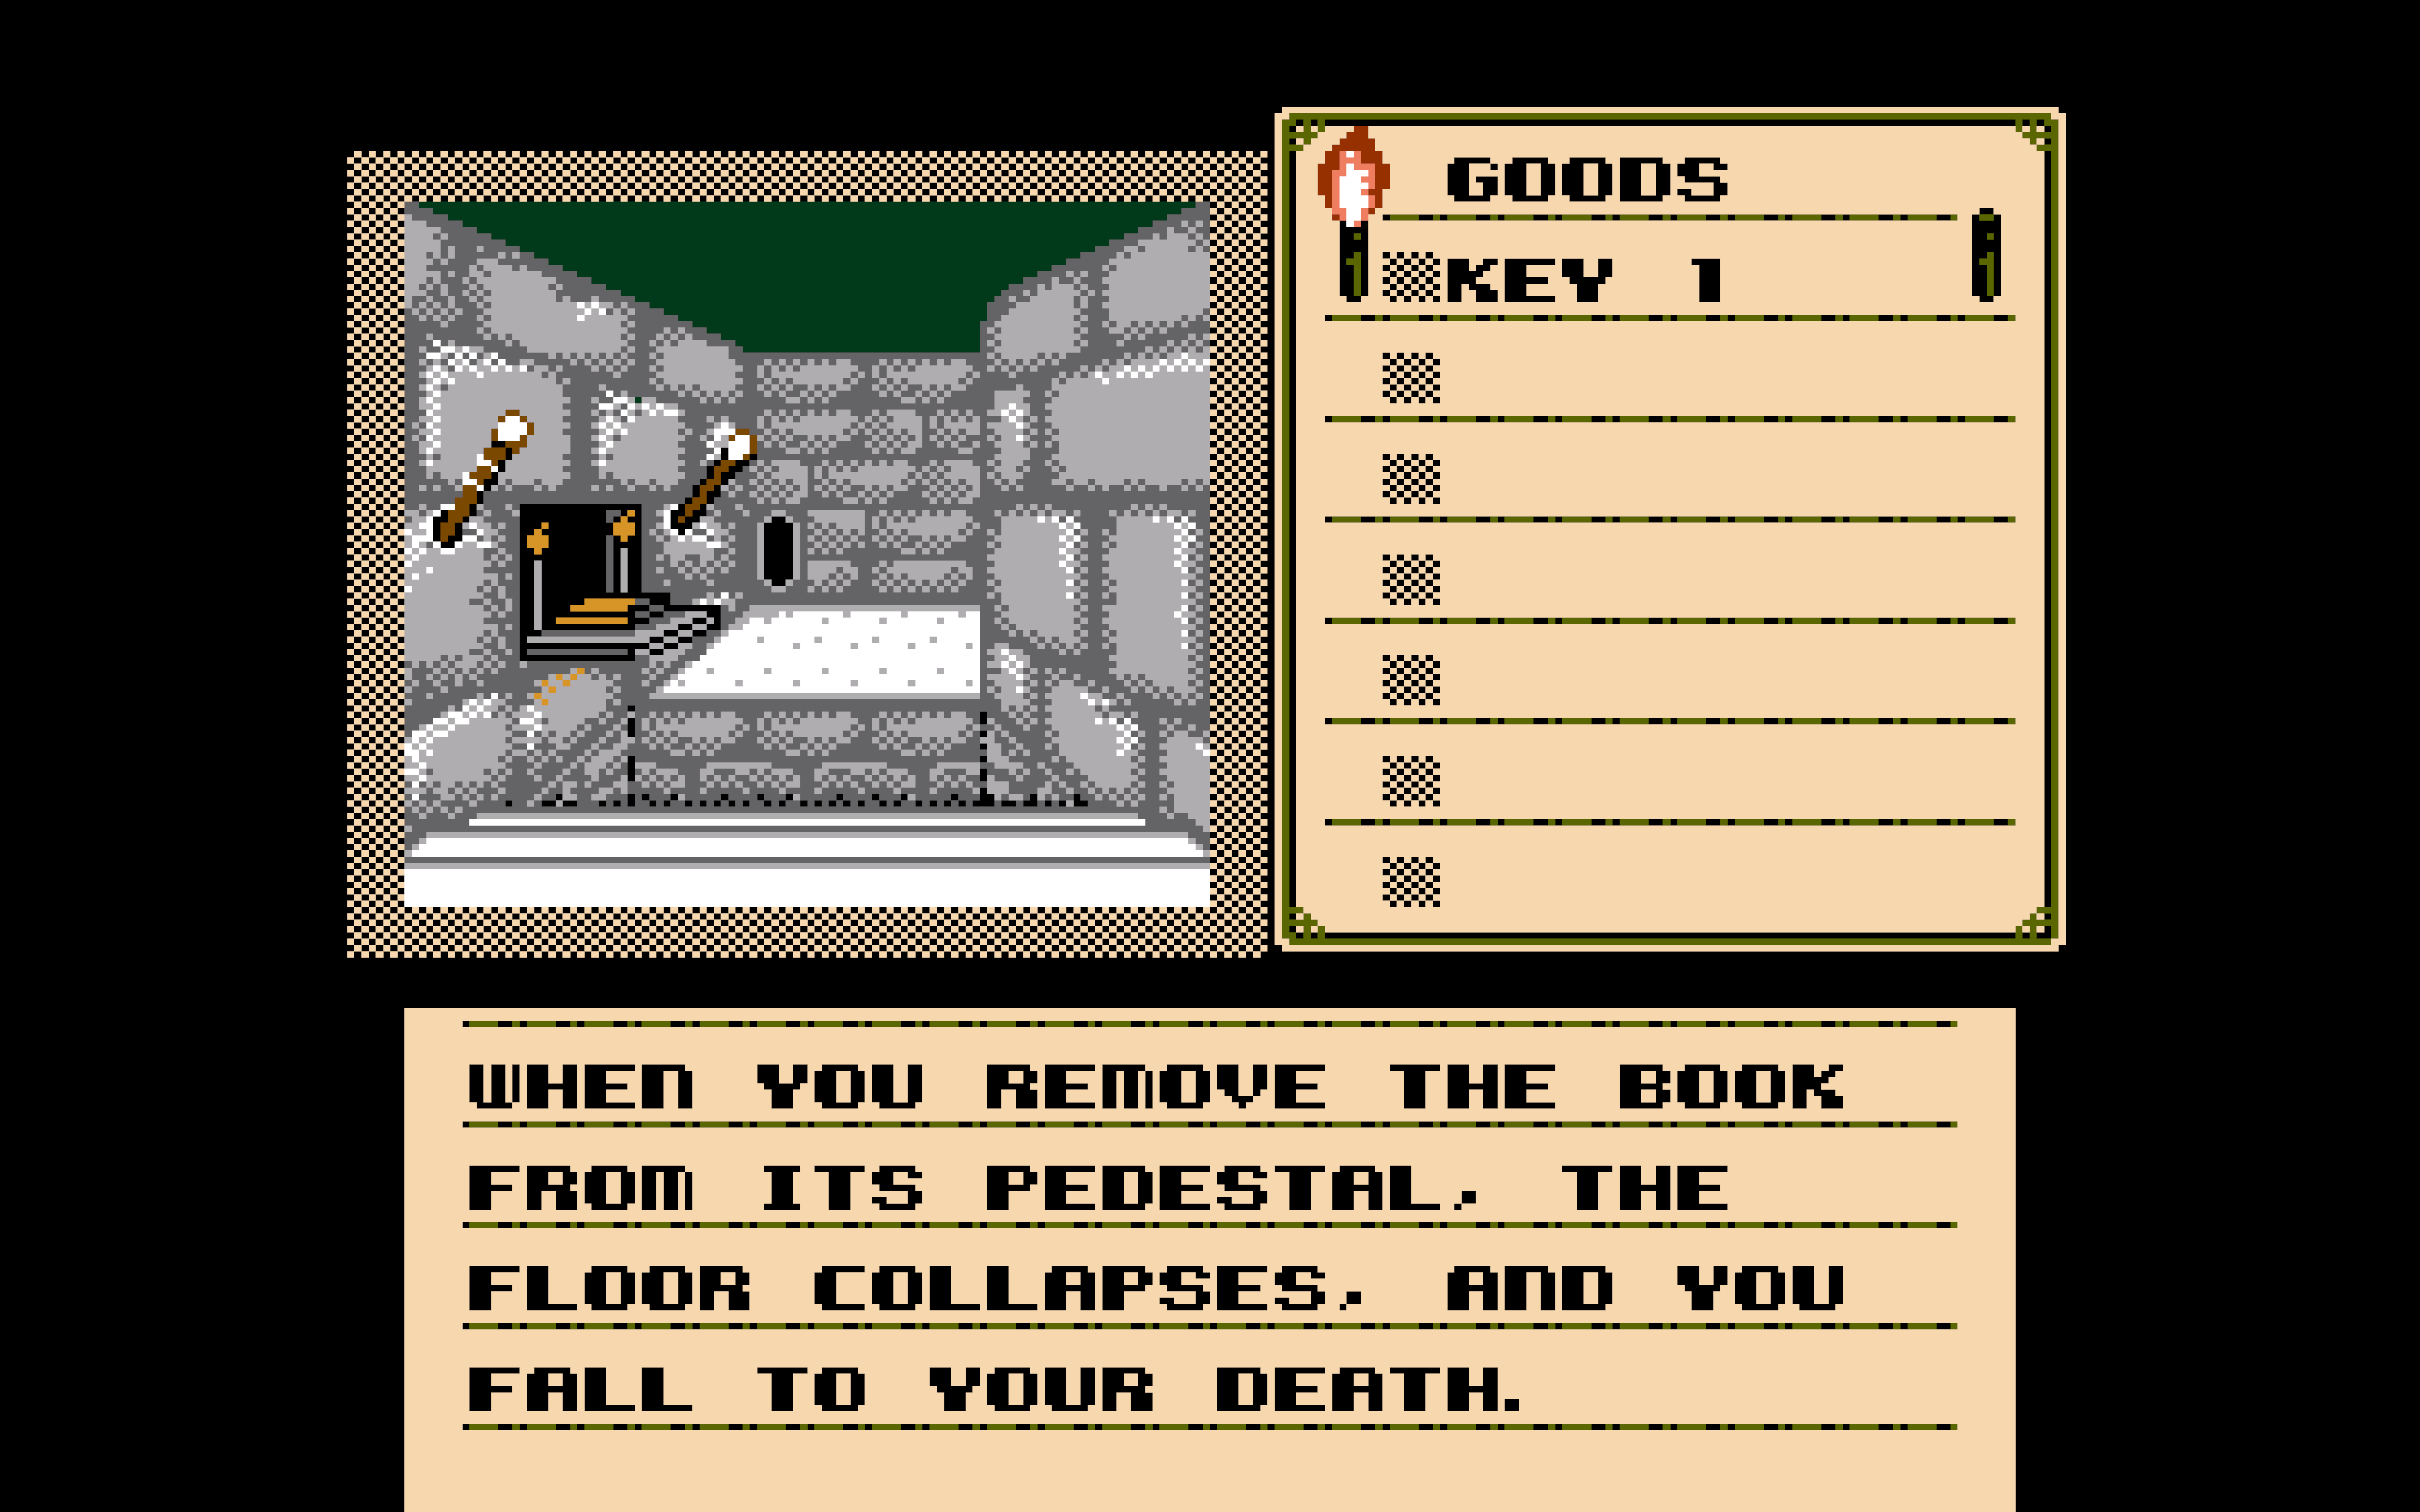 GOODS
KEY 1
WHEN YOU REMOVE THE BOOK
FROM ITS PEDESTAL, THE
FLOOR COLLAPSES, AND YOU
FALL TO YOUR DEATH.